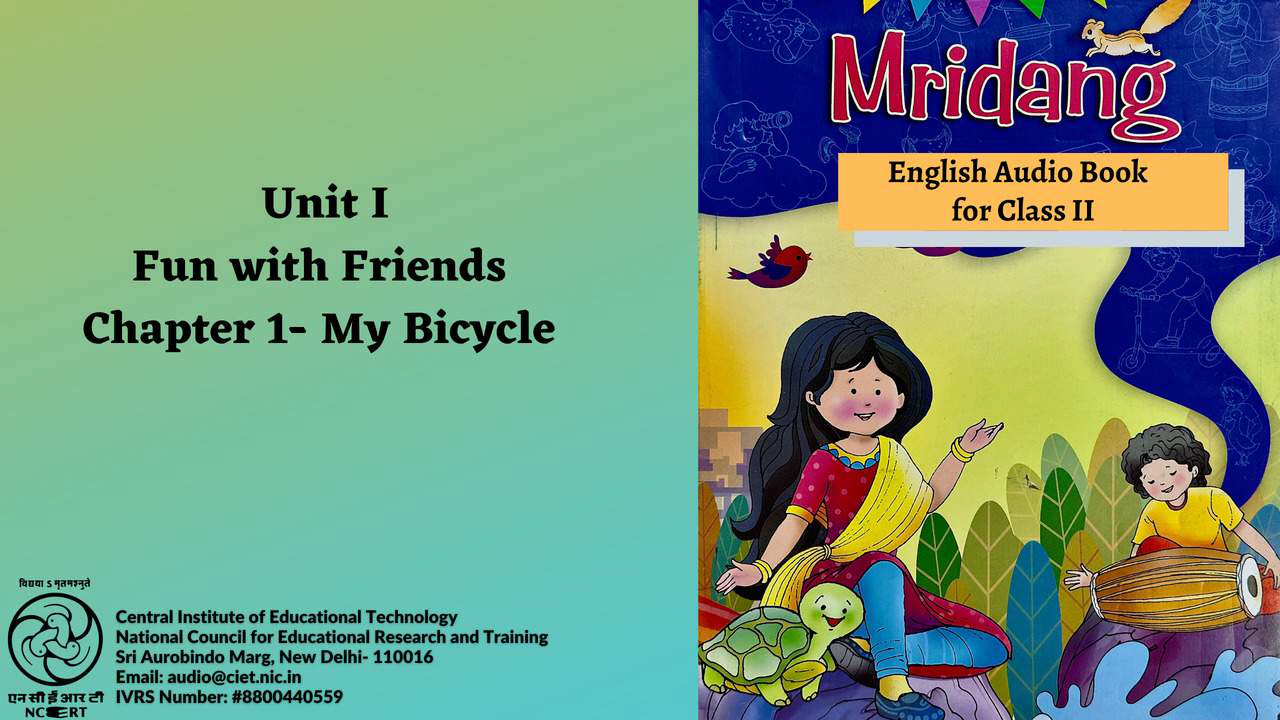 Unit I
Fun with Friends
Chapter 1- My Bicycle
Mridang
English Audio Book
for Class II
विद्यया ऽ मृतमश्नुते
एन सी ई आर टी
NCERT
Central Institute of Educational Technology
National Council for Educational Research and Training
Sri Aurobindo Marg, New Delhi- 110016
Email: audio@ciet.nic.in
IVRS Number: #8800440559